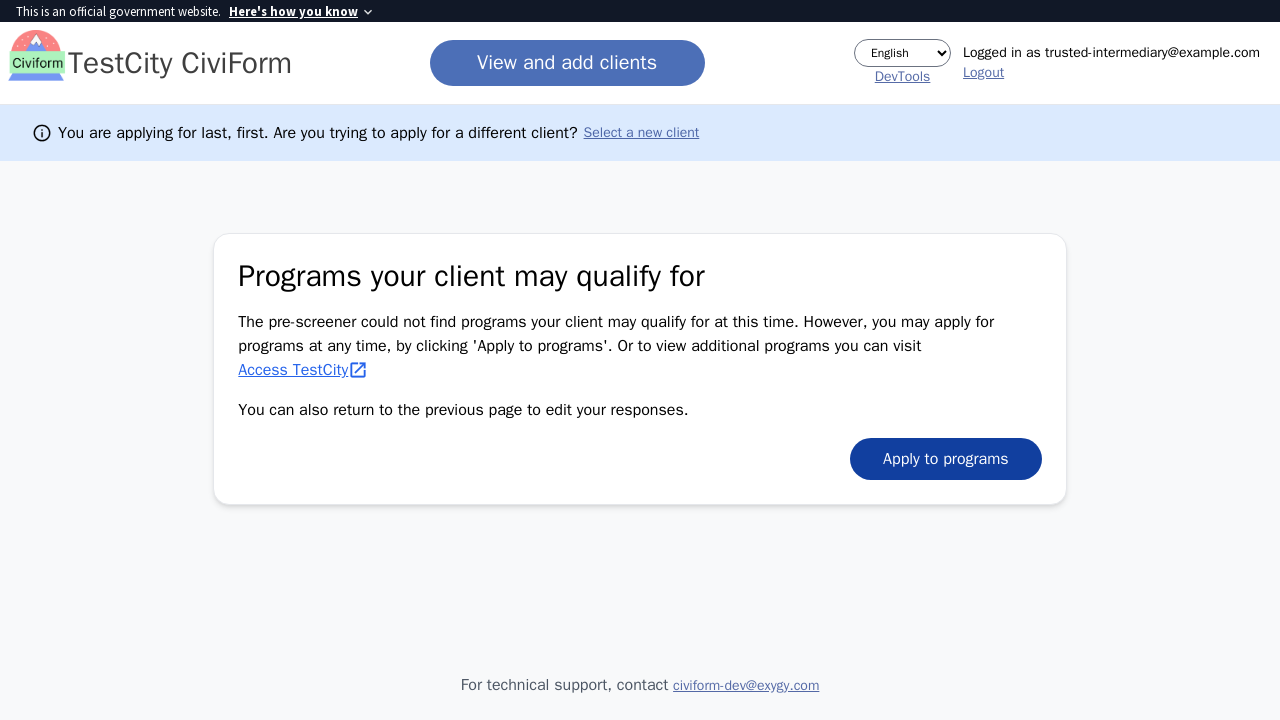 This is an official government website. Here's how you know
Civiform
TestCity CiviForm
View and add clients
English
DevTools
Logged in as trusted-intermediary@example.com
Logout
You are applying for last, first. Are you trying to apply for a different client? Select a new client
Programs your client may qualify for
The pre-screener could not find programs your client may qualify for at this time. However, you may apply for
programs at any time, by clicking 'Apply to programs'. Or to view additional programs you can visit
Access TestCity
You can also return to the previous page to edit your responses.
Apply to programs
For technical support, contact civiform-dev@exygy.com